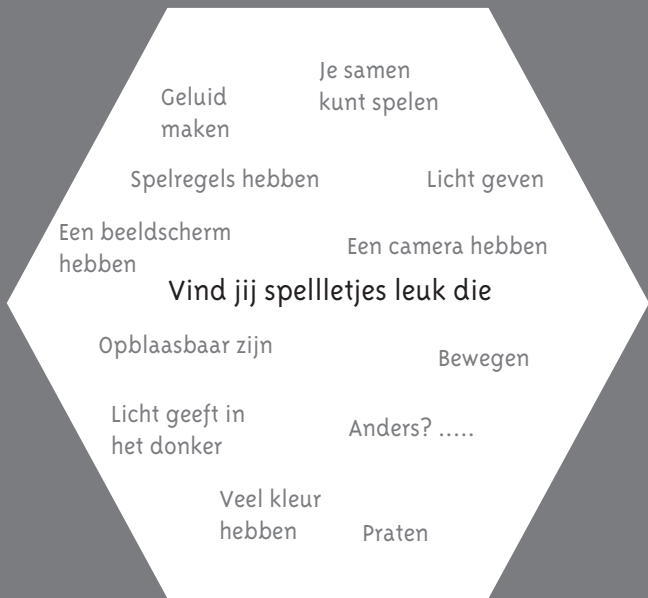 Je samen
kunt spelen
Geluid
maken
Spelregels hebben
Licht geven
Een beeldscherm
hebben
Een camera hebben
Vind jij spellletjes leuk die
Opblaasbaar zijn
Bewegen
Licht geeft in
het donker
Anders? .....
Veel kleur
hebben
Praten